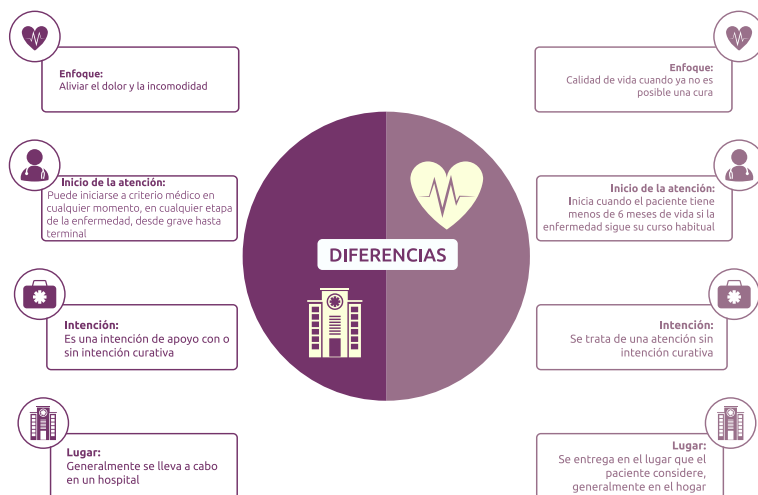 Enfoque:
Aliviar el dolor y la incomodidad
Inicio de la atención:
Puede iniciarse a criterio médico en
cualquier momento, en cualquier etapa
de la enfermedad, desde grave hasta
terminal
Intención:
Es una intención de apoyo con o
sin intención curativa
Lugar:
Generalmente se lleva a cabo
en un hospital
DIFERENCIAS
Enfoque:
Calidad de vida cuando ya no es
posible una cura
Inicio de la atención:
Inicia cuando el paciente tiene
menos de 6 meses de vida si la
enfermedad sigue su curso habitual
Intención:
Se trata de una atención sin
intención curativa
Lugar:
Se entrega en el lugar que el
paciente considere,
generalmente en el hogar